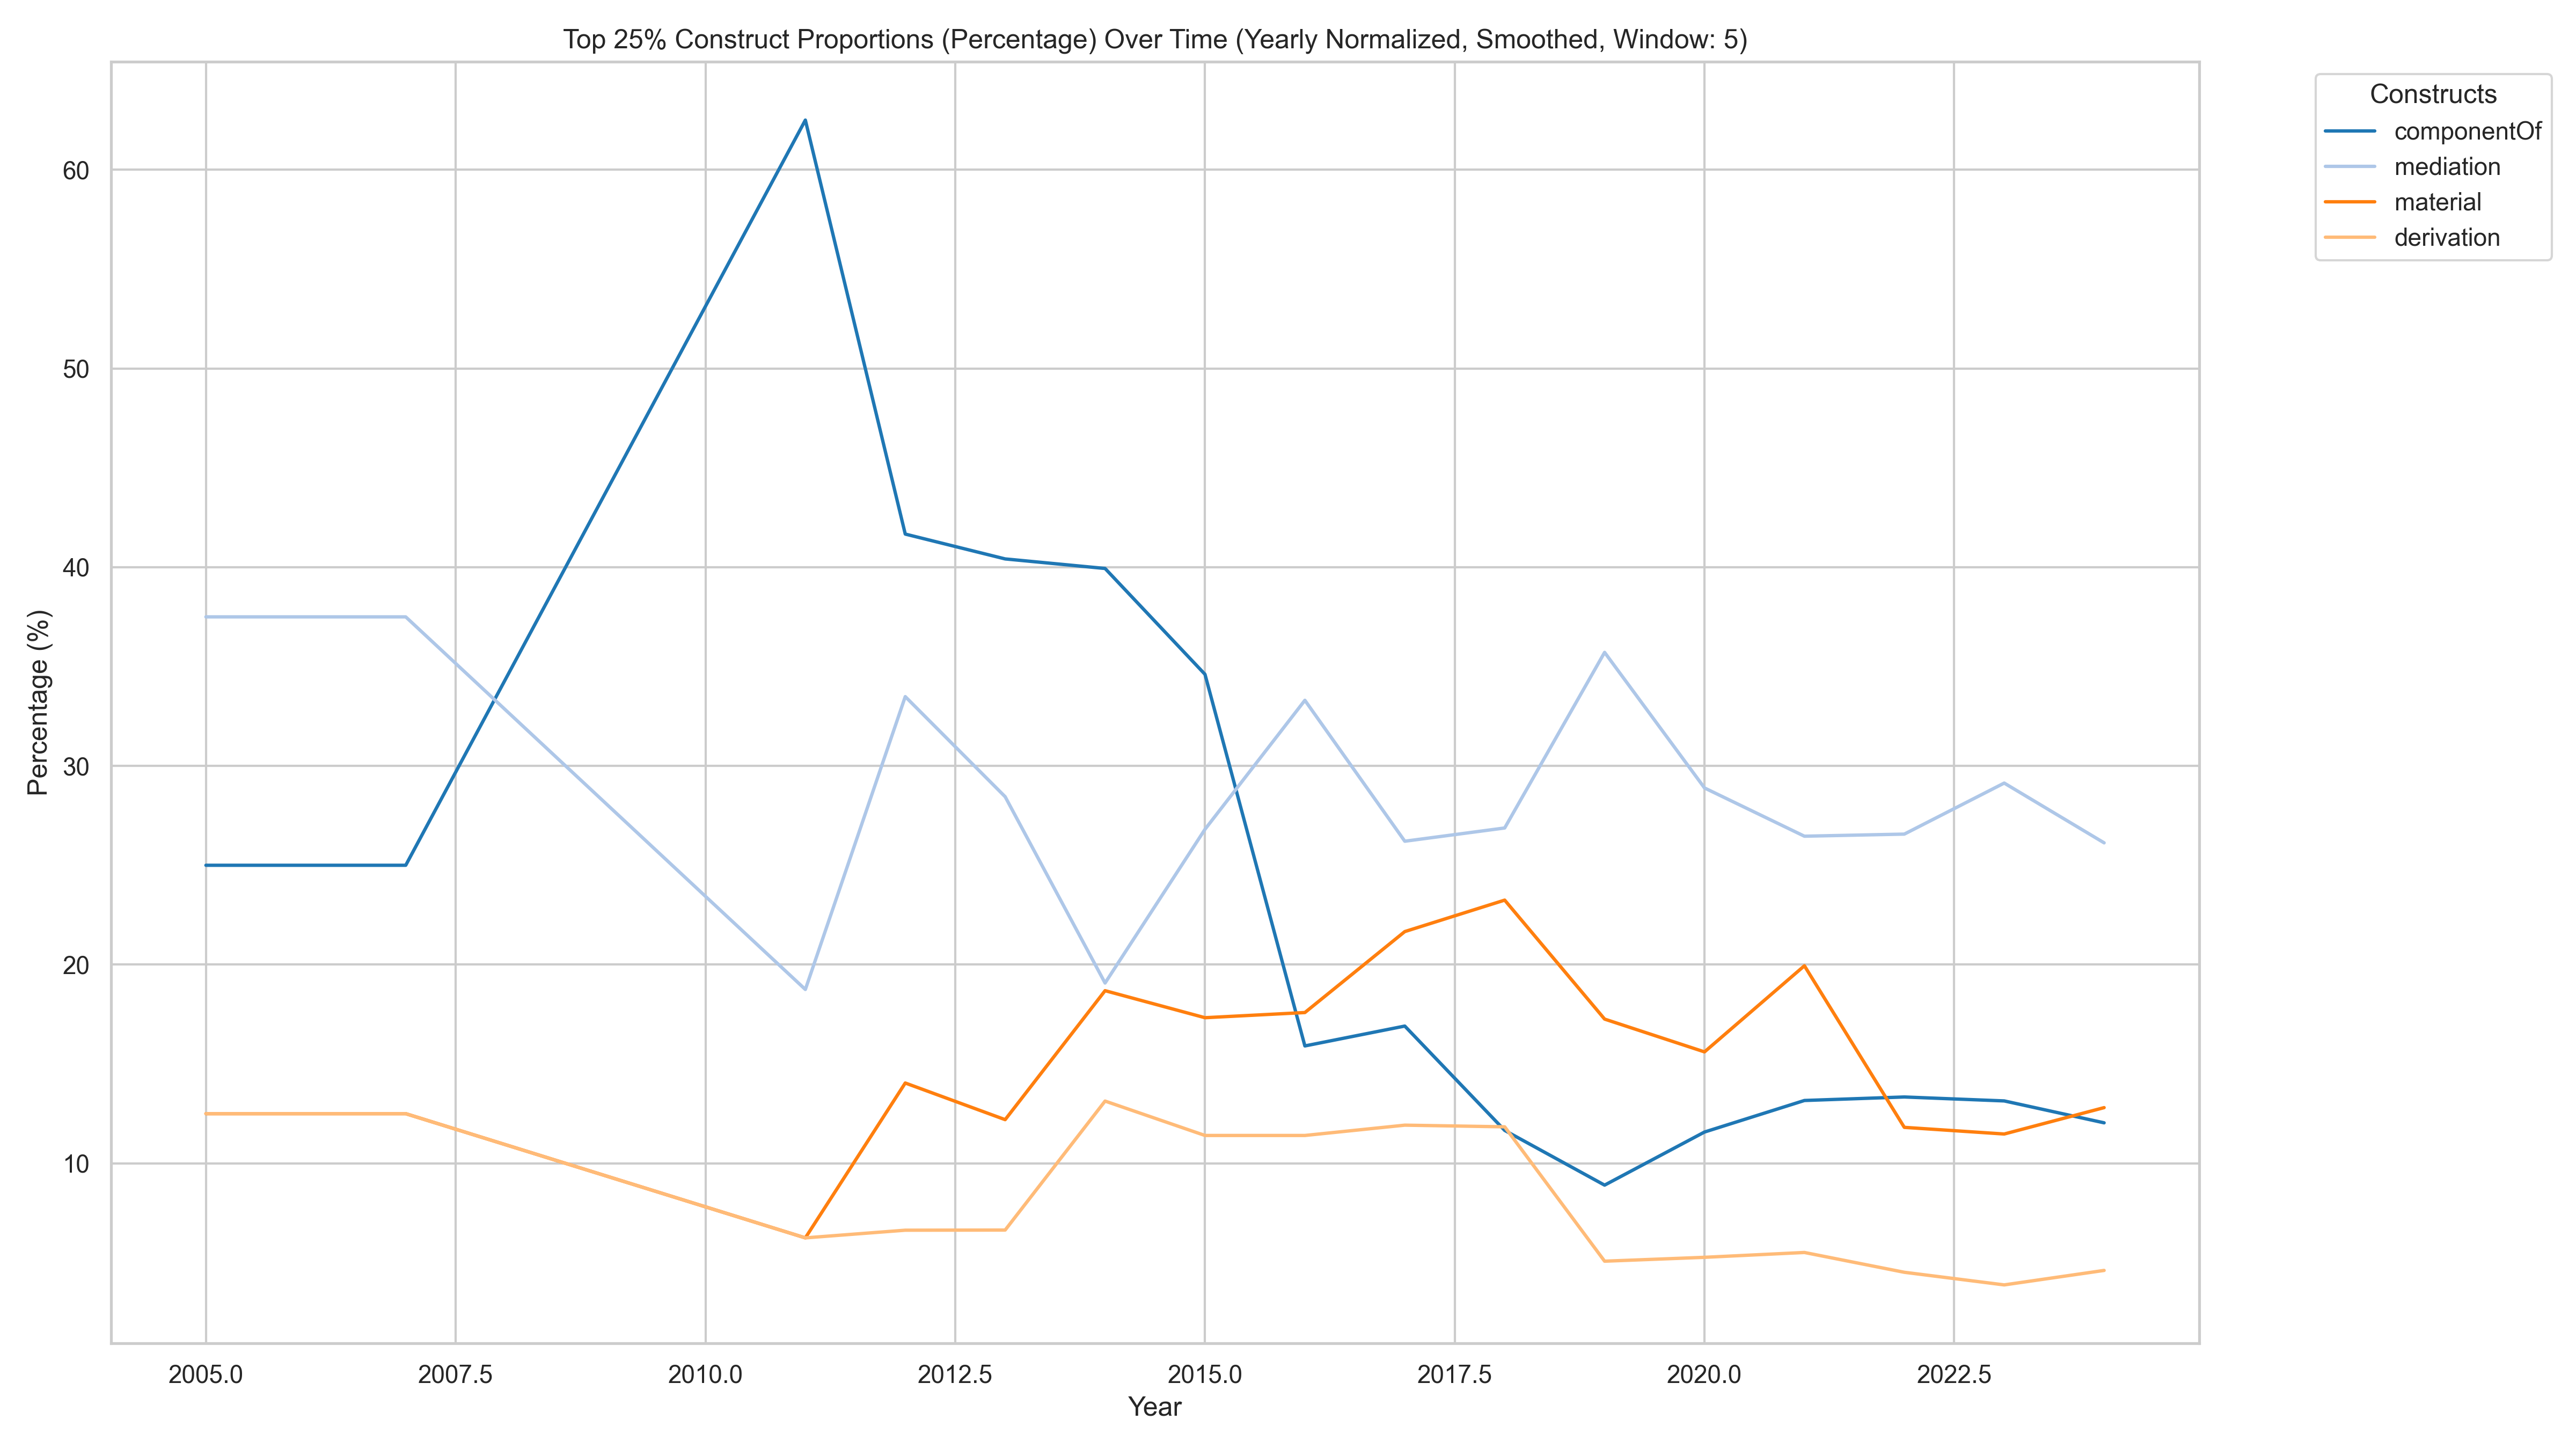 Top 25% Construct Proportions (Percentage) Over Time (Yearly Normalized, Smoothed, Window: 5)
Constructs
componentOf
mediation
material
derivation
Percentage (%)
60
50
40
30
20
10
2005.0 2007.5 2010.0 2012.5 2015.0 2017.5 2020.0 2022.5
Year